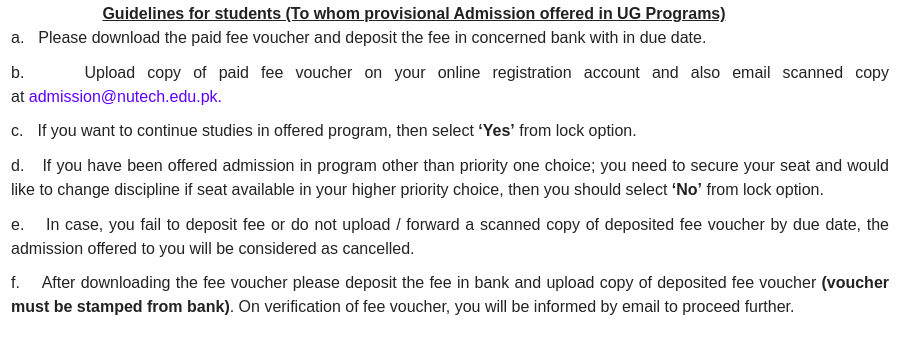 Guidelines for students (To whom provisional Admission offered in UG Programs)
a. Please download the paid fee voucher and deposit the fee in concerned bank with in due date.
b. Upload copy of paid fee voucher on your online registration account and also email scanned copy
at admission@nutech.edu.pk.
c. If you want to continue studies in offered program, then select ‘Yes’ from lock option.
d. If you have been offered admission in program other than priority one choice; you need to secure your seat and would
like to change discipline if seat available in your higher priority choice, then you should select ‘No’ from lock option.
e. In case, you fail to deposit fee or do not upload / forward a scanned copy of deposited fee voucher by due date, the
admission offered to you will be considered as cancelled.
f. After downloading the fee voucher please deposit the fee in bank and upload copy of deposited fee voucher (voucher
must be stamped from bank). On verification of fee voucher, you will be informed by email to proceed further.